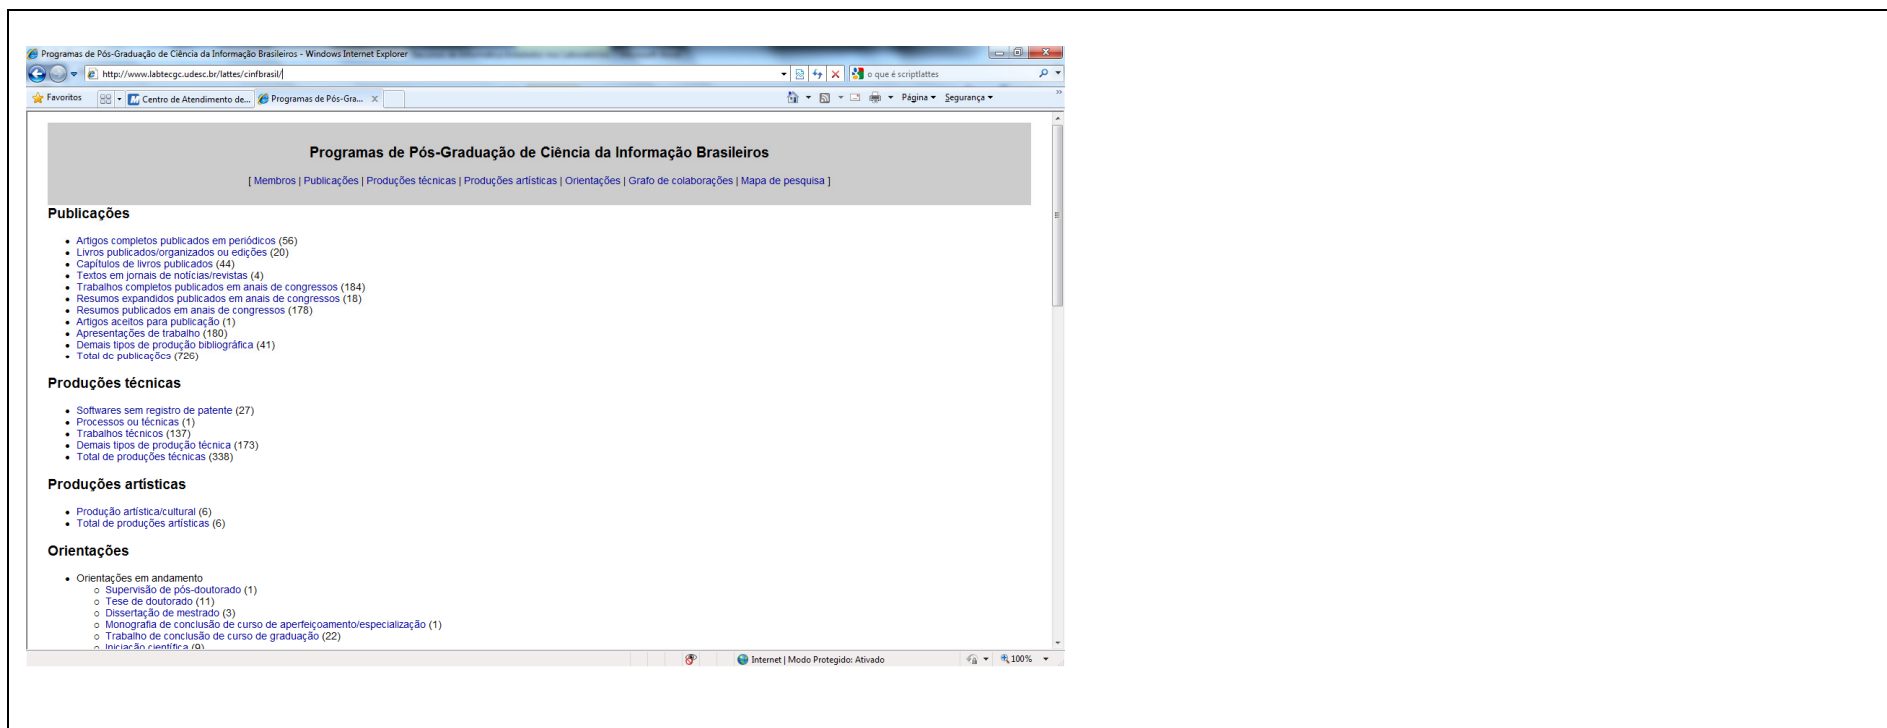 Programas de Pós-Graduação de Ciência da Informação Brasileiros - Windows Internet Explorer
http://www.labtecgc.udesc.br/lattes/cinfbrasil/
o que é scriptlattes
Favoritos
Centro de Atendimento de...
Programas de Pós-Gra...
Página
Segurança
Programas de Pós-Graduação de Ciência da Informação Brasileiros
[ Membros | Publicações | Produções técnicas | Produções artísticas | Orientações | Grafo de colaborações | Mapa de pesquisa ]
Publicações
• Artigos completos publicados em periódicos (56)
• Livros publicados/organizados ou edições (20)
• Capítulos de livros publicados (44)
• Textos em jornais de notícias/revistas (4)
• Trabalhos completos publicados em anais de congressos (184)
• Resumos expandidos publicados em anais de congressos (18)
• Resumos publicados em anais de congressos (178)
• Artigos aceitos para publicação (1)
• Apresentações de trabalho (180)
• Demais tipos de produção bibliográfica (41)
• Total de publicações (726)
Produções técnicas
• Softwares sem registro de patente (27)
• Processos ou técnicas (1)
• Trabalhos técnicos (137)
• Demais tipos de produção técnica (173)
• Total de produções técnicas (338)
Produções artísticas
• Produção artística/cultural (6)
• Total de produções artísticas (6)
Orientações
• Orientações em andamento
o Supervisão de pós-doutorado (1)
o Tese de doutorado (11)
o Dissertação de mestrado (3)
o Monografia de conclusão de curso de aperfeiçoamento/especialização (1)
o Trabalho de conclusão de curso de graduação (22)
o Iniciação científica (9)
Internet | Modo Protegido: Ativado
100%